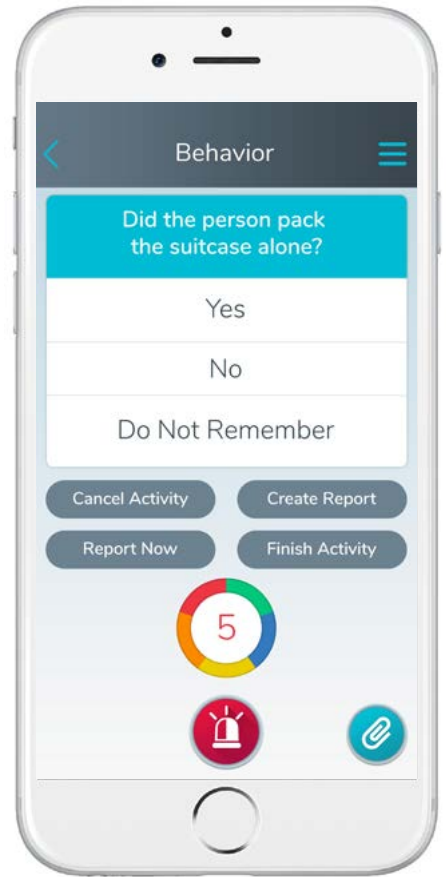 Behavior
Did the person pack
the suitcase alone?
Yes
No
Do Not Remember
Cancel Activity
Create Report
Report Now
Finish Activity
5